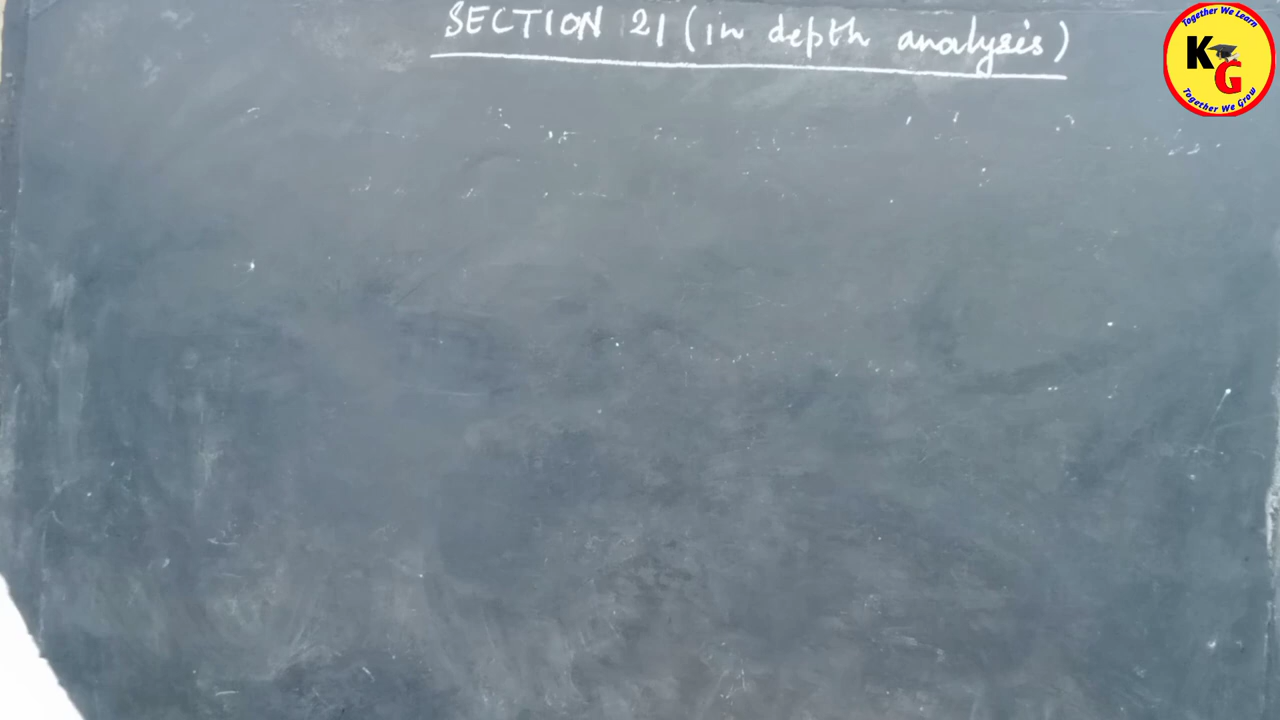 SECTION 21 (in depth analysis)
Together We Learn
KG
Together We Grow